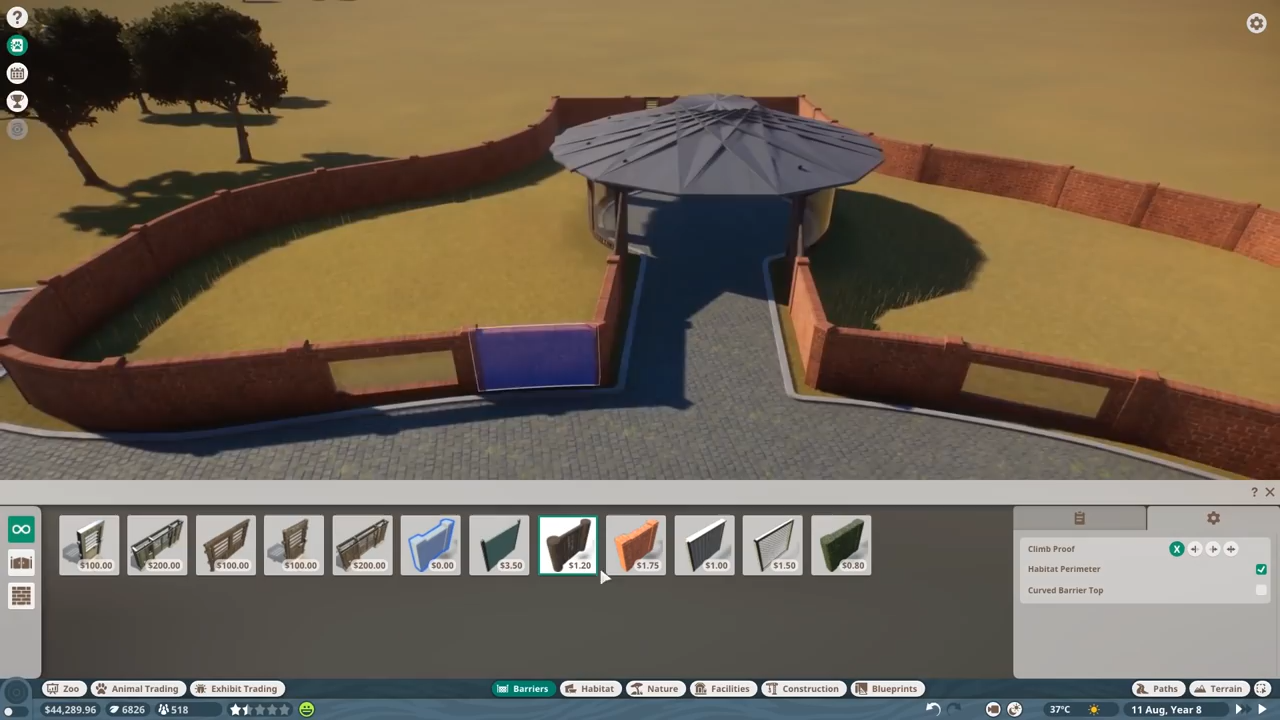 ?
? ×
$100.00 $200.00 $100.00 $100.00 $200.00 $0.00 $3.50 $1.20 $1.75 $1.00 $1.50 $0.80
Climb Proof X
Habitat Perimeter
Curved Barrier Top
Zoo Animal Trading Exhibit Trading Barriers Habitat Nature Facilities Construction Blueprints Paths Terrain
$44,289.96 6826 518 37°C 11 Aug, Year 8